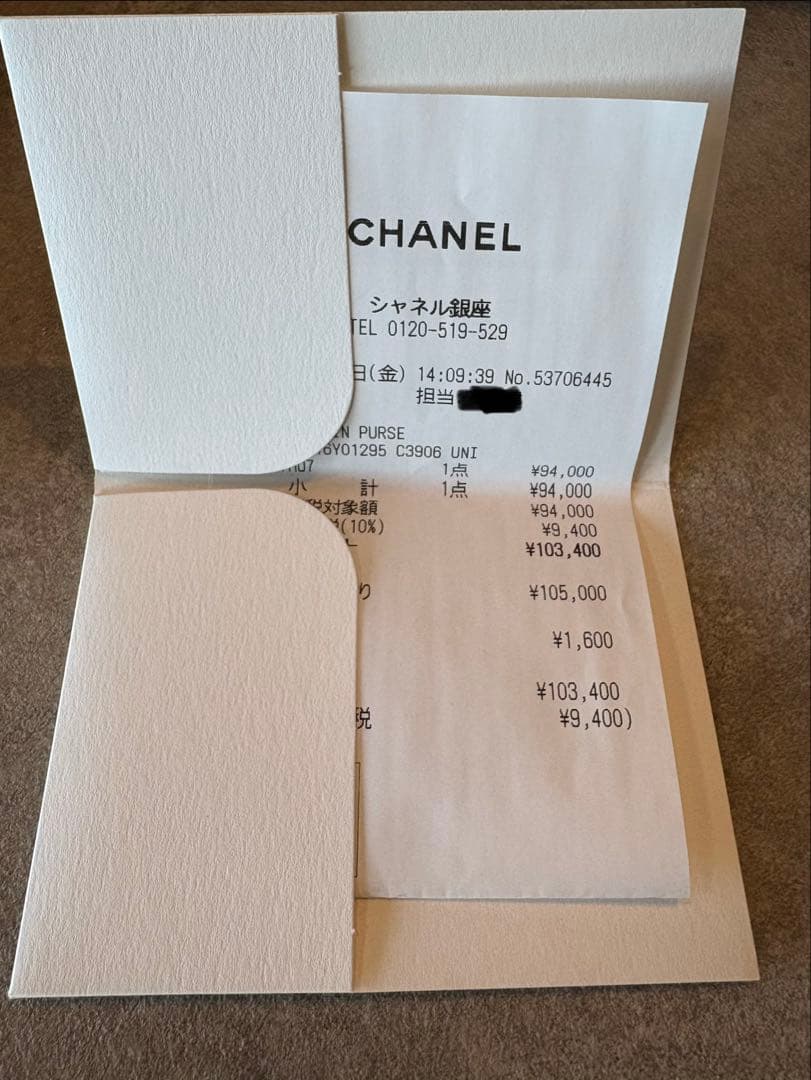 CHANEL
シャネル銀座
TEL 0120-519-529
日(金) 14:09:39 No.53706445
担当
IN PURSE
6Y01295 C3906 UNI
1点 ¥94,000
小 計 1点 ¥94,000
税対象額 ¥94,000
(10%) ¥9,400
¥103,400
り ¥105,000
¥1,600
¥103,400
税 ¥9,400)